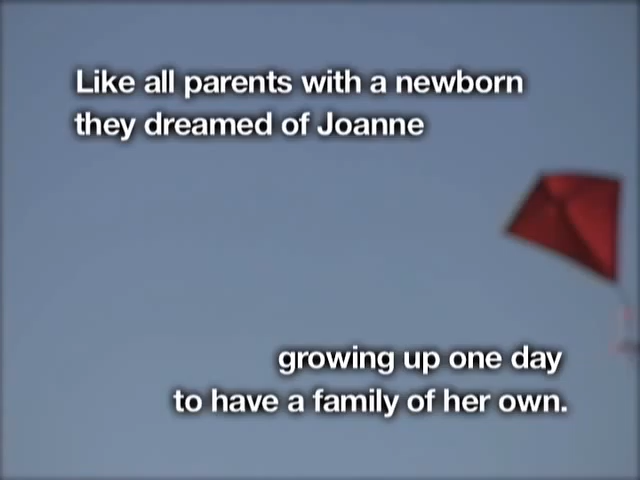 Like all parents with a newborn
they dreamed of Joanne
growing up one day
to have a family of her own.